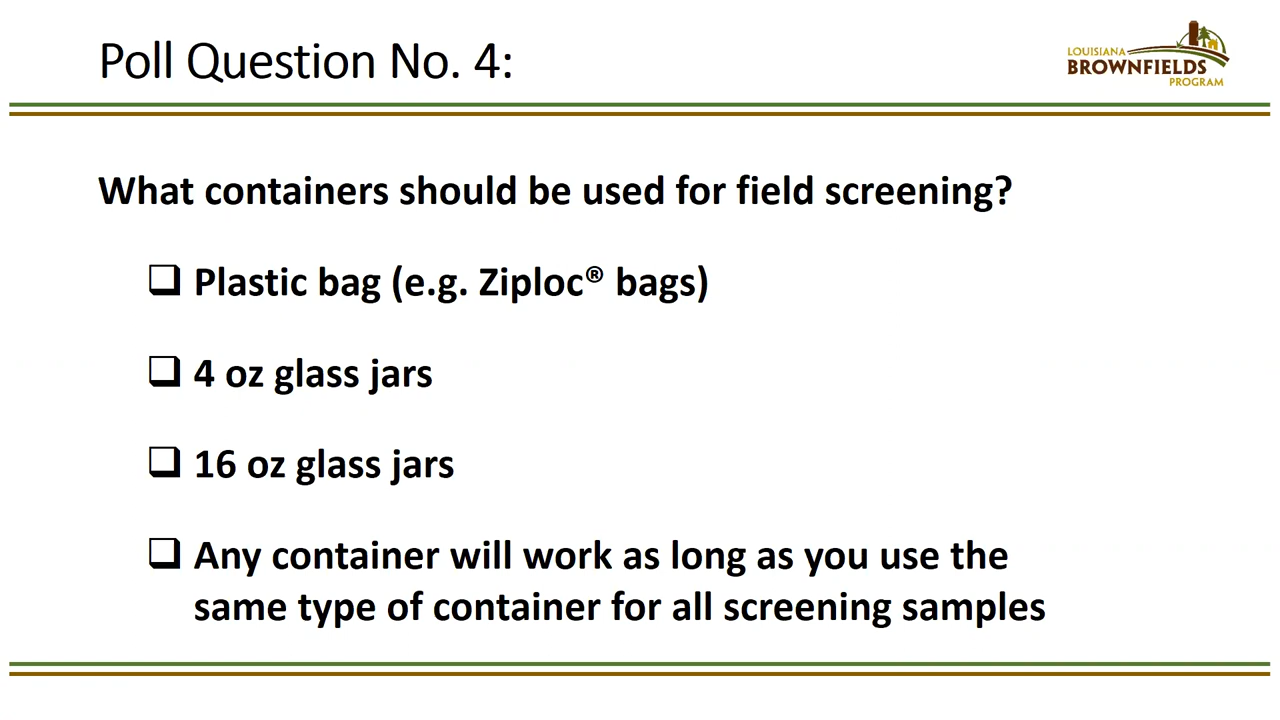 Poll Question No. 4:
LOUISIANA
BROWNFIELDS
PROGRAM
What containers should be used for field screening?
❑ Plastic bag (e.g. Ziploc® bags)
❑ 4 oz glass jars
❑ 16 oz glass jars
❑ Any container will work as long as you use the
same type of container for all screening samples